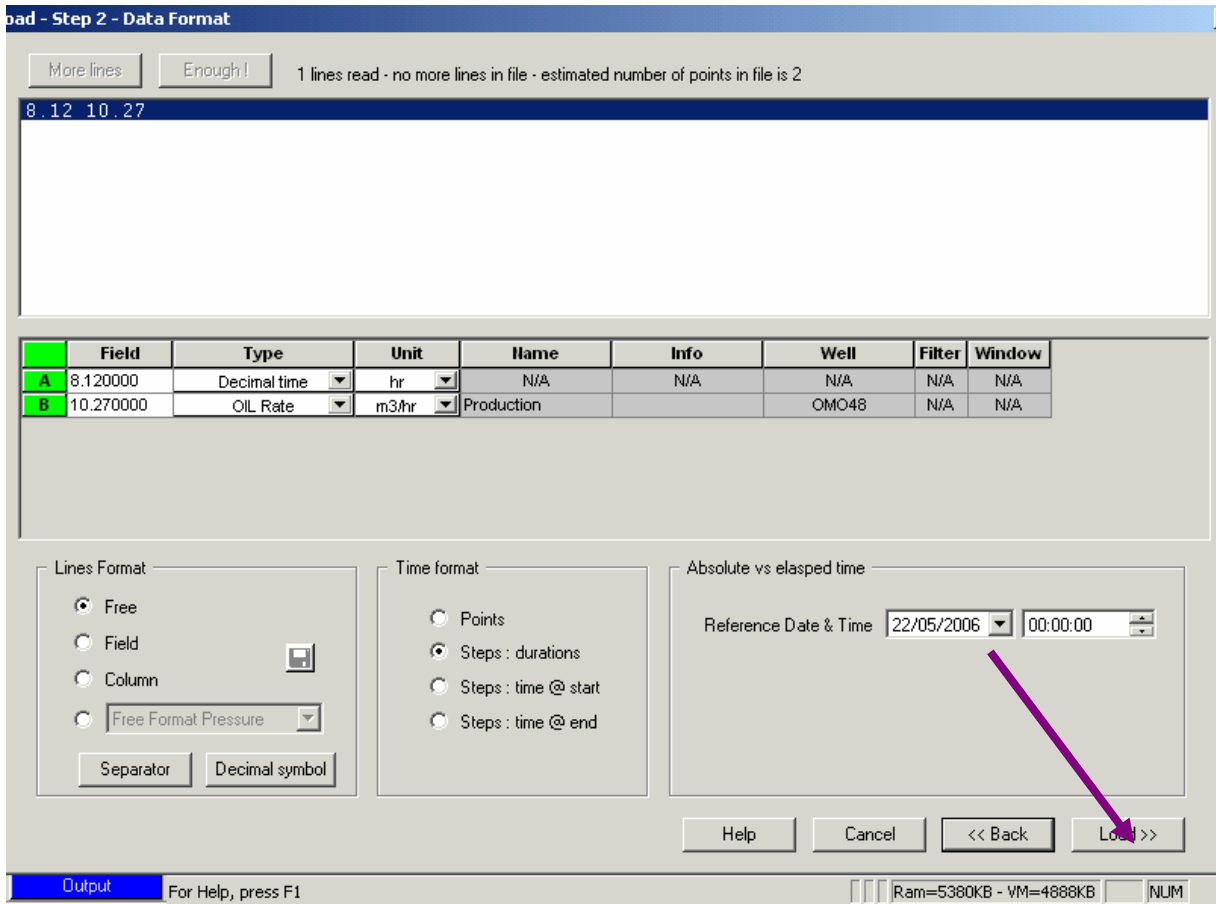 oad - Step 2 - Data Format
More lines Enough ! 1 lines read - no more lines in file - estimated number of points in file is 2
8.12 10.27
Field Type Unit Name Info Well Filter Window
A 8.120000 Decimal time hr N/A N/A N/A N/A N/A
B 10.270000 OIL Rate m3/hr Production OMO48 N/A N/A
Lines Format
Free
Field
Column
Free Format Pressure
Separator Decimal symbol
Time format
Points
Steps : durations
Steps : time @ start
Steps : time @ end
Absolute vs elasped time
Reference Date & Time 22/05/2006 00:00:00
Help Cancel << Back Load >>
Output For Help, press F1 Ram=5380KB - VM=4888KB NUM